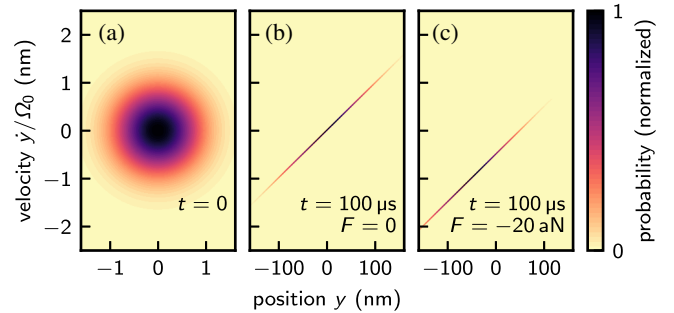 (a)
(b)
(c)
velocity ẏ/Ω₀ (nm)
2
1
0
−1
−2
t = 0
t = 100 µs
F = 0
t = 100 µs
F = −20 aN
−1 0 1
−100 0 100
−100 0 100
position y (nm)
1
0
probability (normalized)